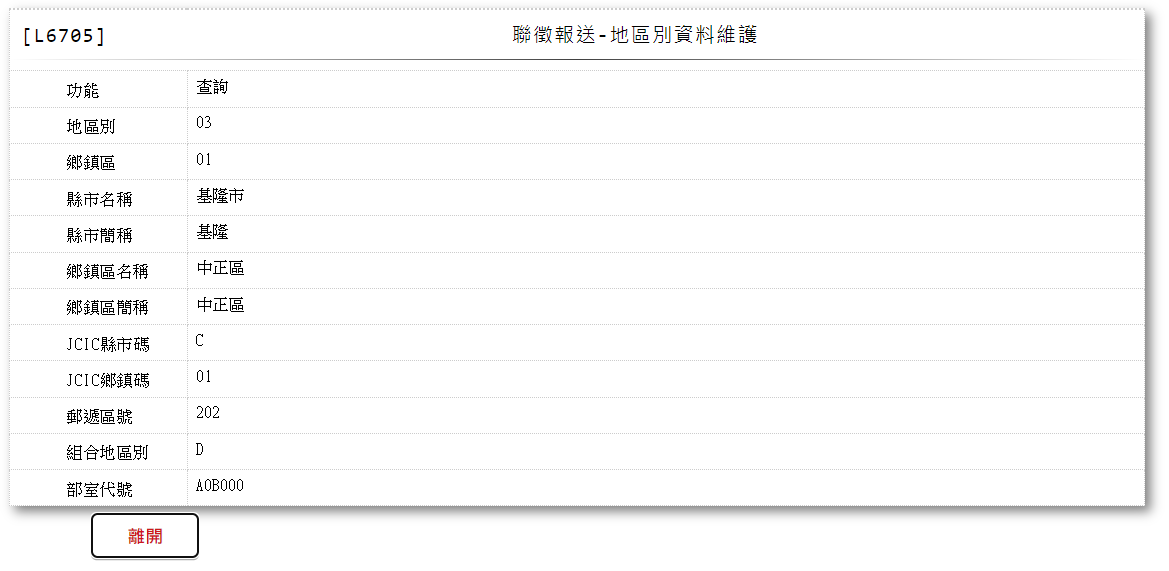 [L6705] 聯徵報送-地區別資料維護
功能 查詢
地區別 03
鄉鎮區 01
縣市名稱 基隆市
縣市簡稱 基隆
鄉鎮區名稱 中正區
鄉鎮區簡稱 中正區
JCIC縣市碼 C
JCIC鄉鎮碼 01
郵遞區號 202
組合地區別 D
部室代號 A0B000
離開